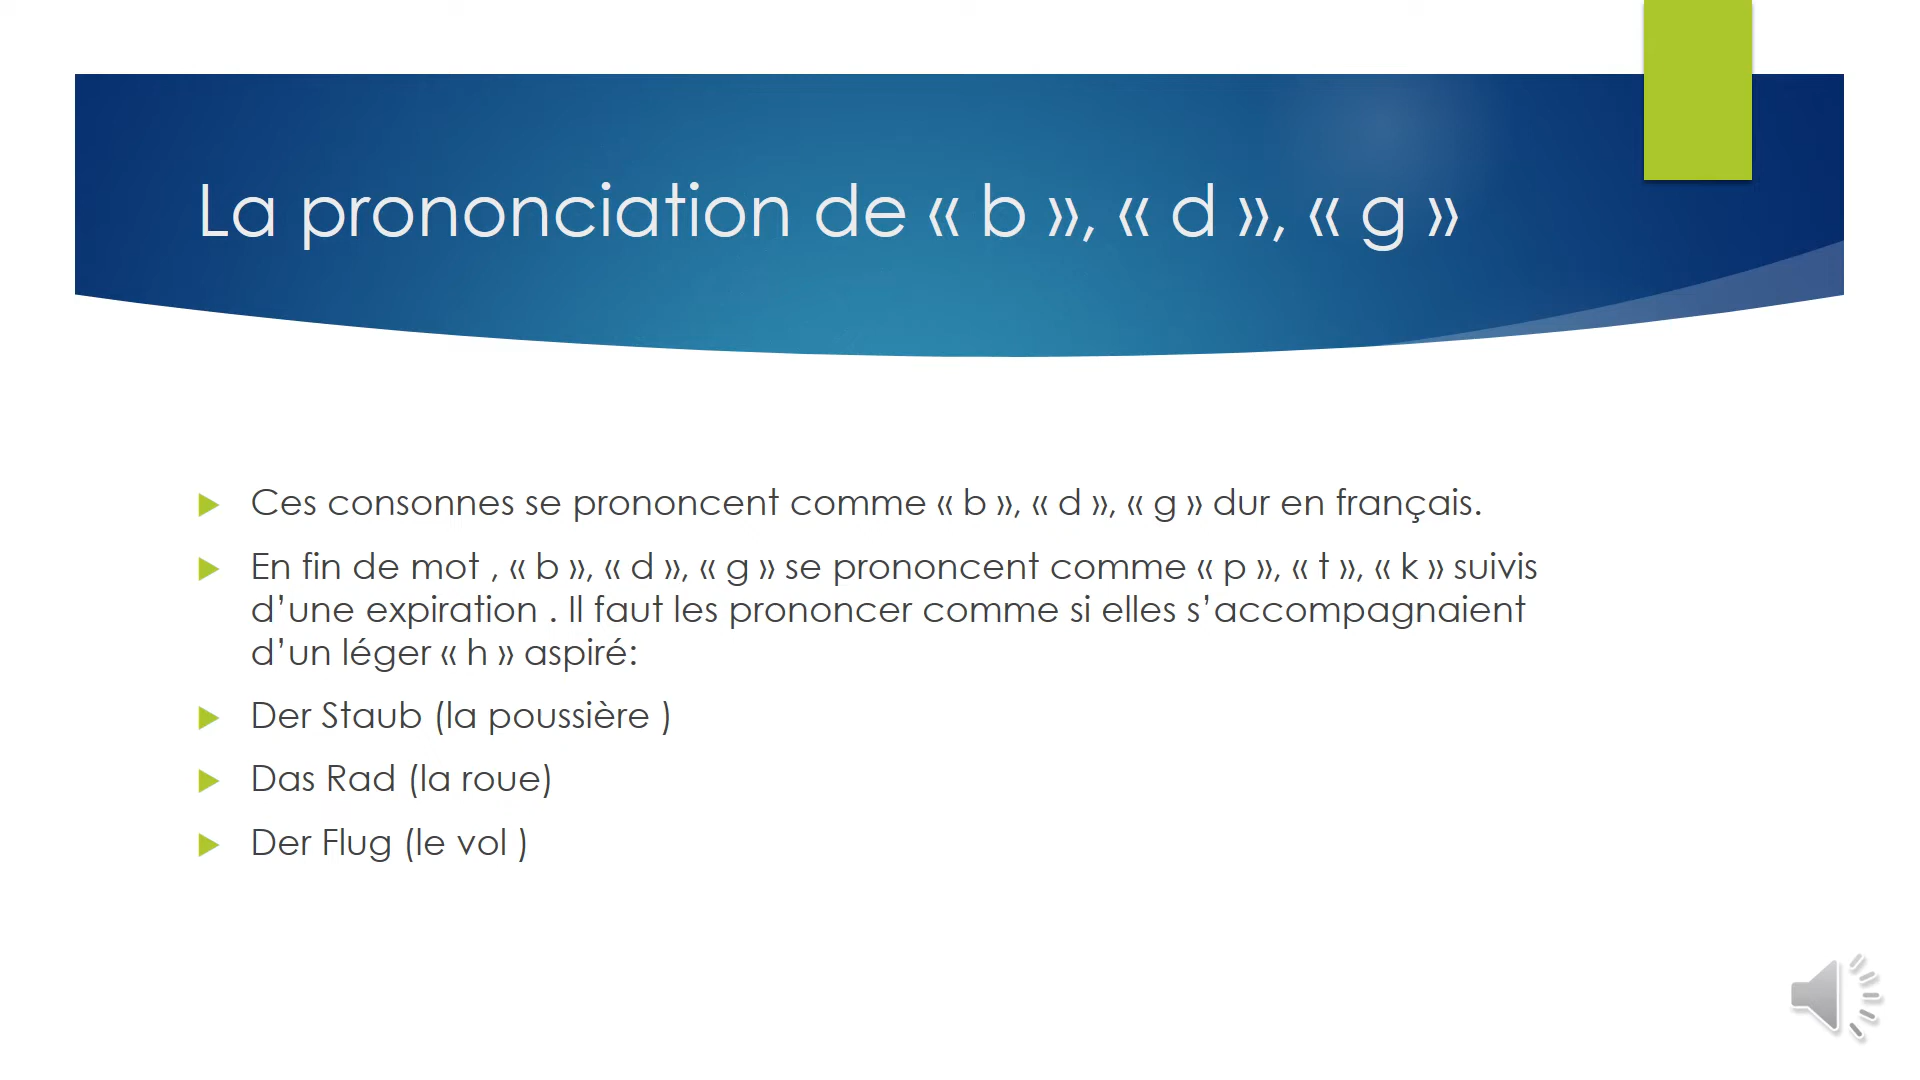 La prononciation de « b », « d », « g »
Ces consonnes se prononcent comme « b », « d », « g » dur en français.
En fin de mot , « b », « d », « g » se prononcent comme « p », « t », « k » suivis
d’une expiration . Il faut les prononcer comme si elles s’accompagnaient
d’un léger « h » aspiré:
Der Staub (la poussière )
Das Rad (la roue)
Der Flug (le vol )